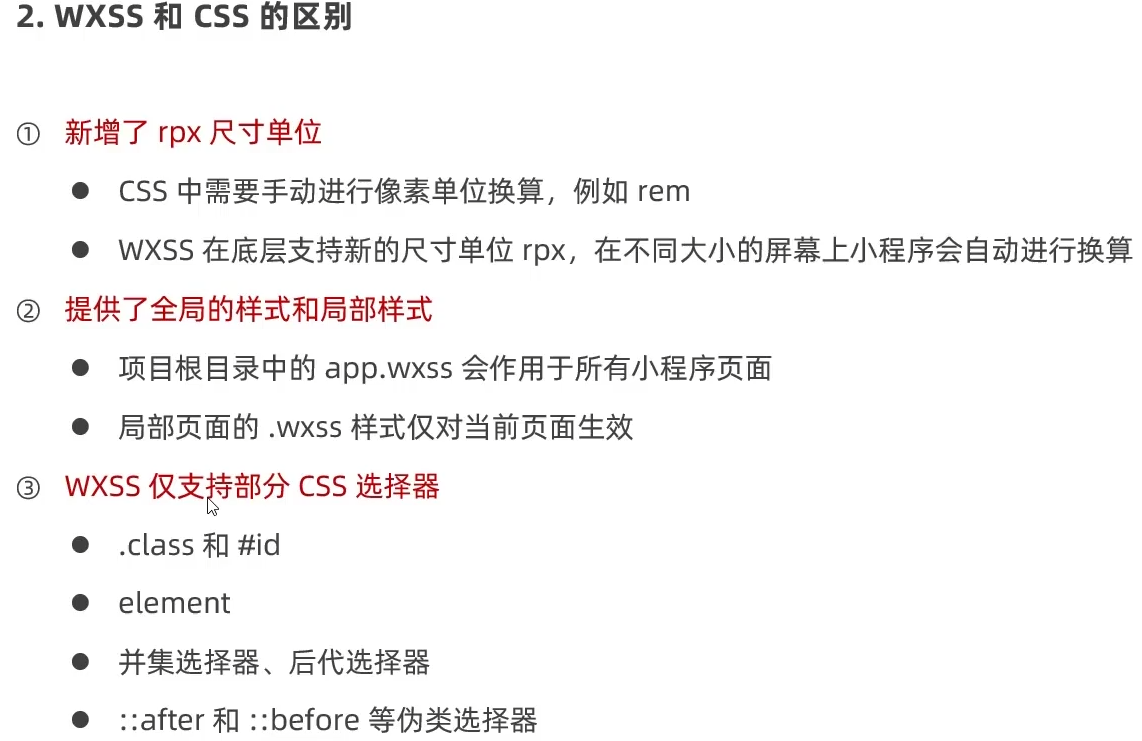 2. WXSS 和 CSS 的区别
① 新增了 rpx 尺寸单位
● CSS 中需要手动进行像素单位换算，例如 rem
● WXSS 在底层支持新的尺寸单位 rpx，在不同大小的屏幕上小程序会自动进行换算
② 提供了全局的样式和局部样式
● 项目根目录中的 app.wxss 会作用于所有小程序页面
● 局部页面的 .wxss 样式仅对当前页面生效
③ WXSS 仅支持部分 CSS 选择器
● .class 和 #id
● element
● 并集选择器、后代选择器
● ::after 和 ::before 等伪类选择器